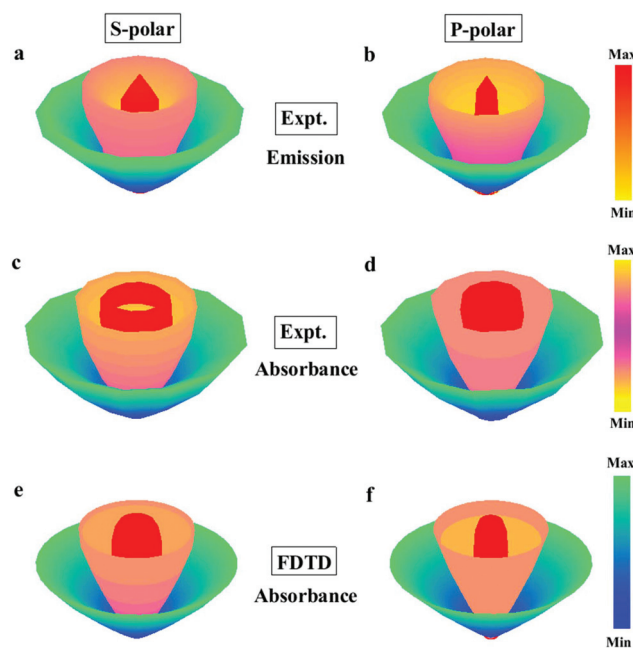 S-polar
P-polar
a
b
Max
Expt.
Emission
Min
c
d
Max
Expt.
Absorbance
Min
e
f
Max
FDTD
Absorbance
Min